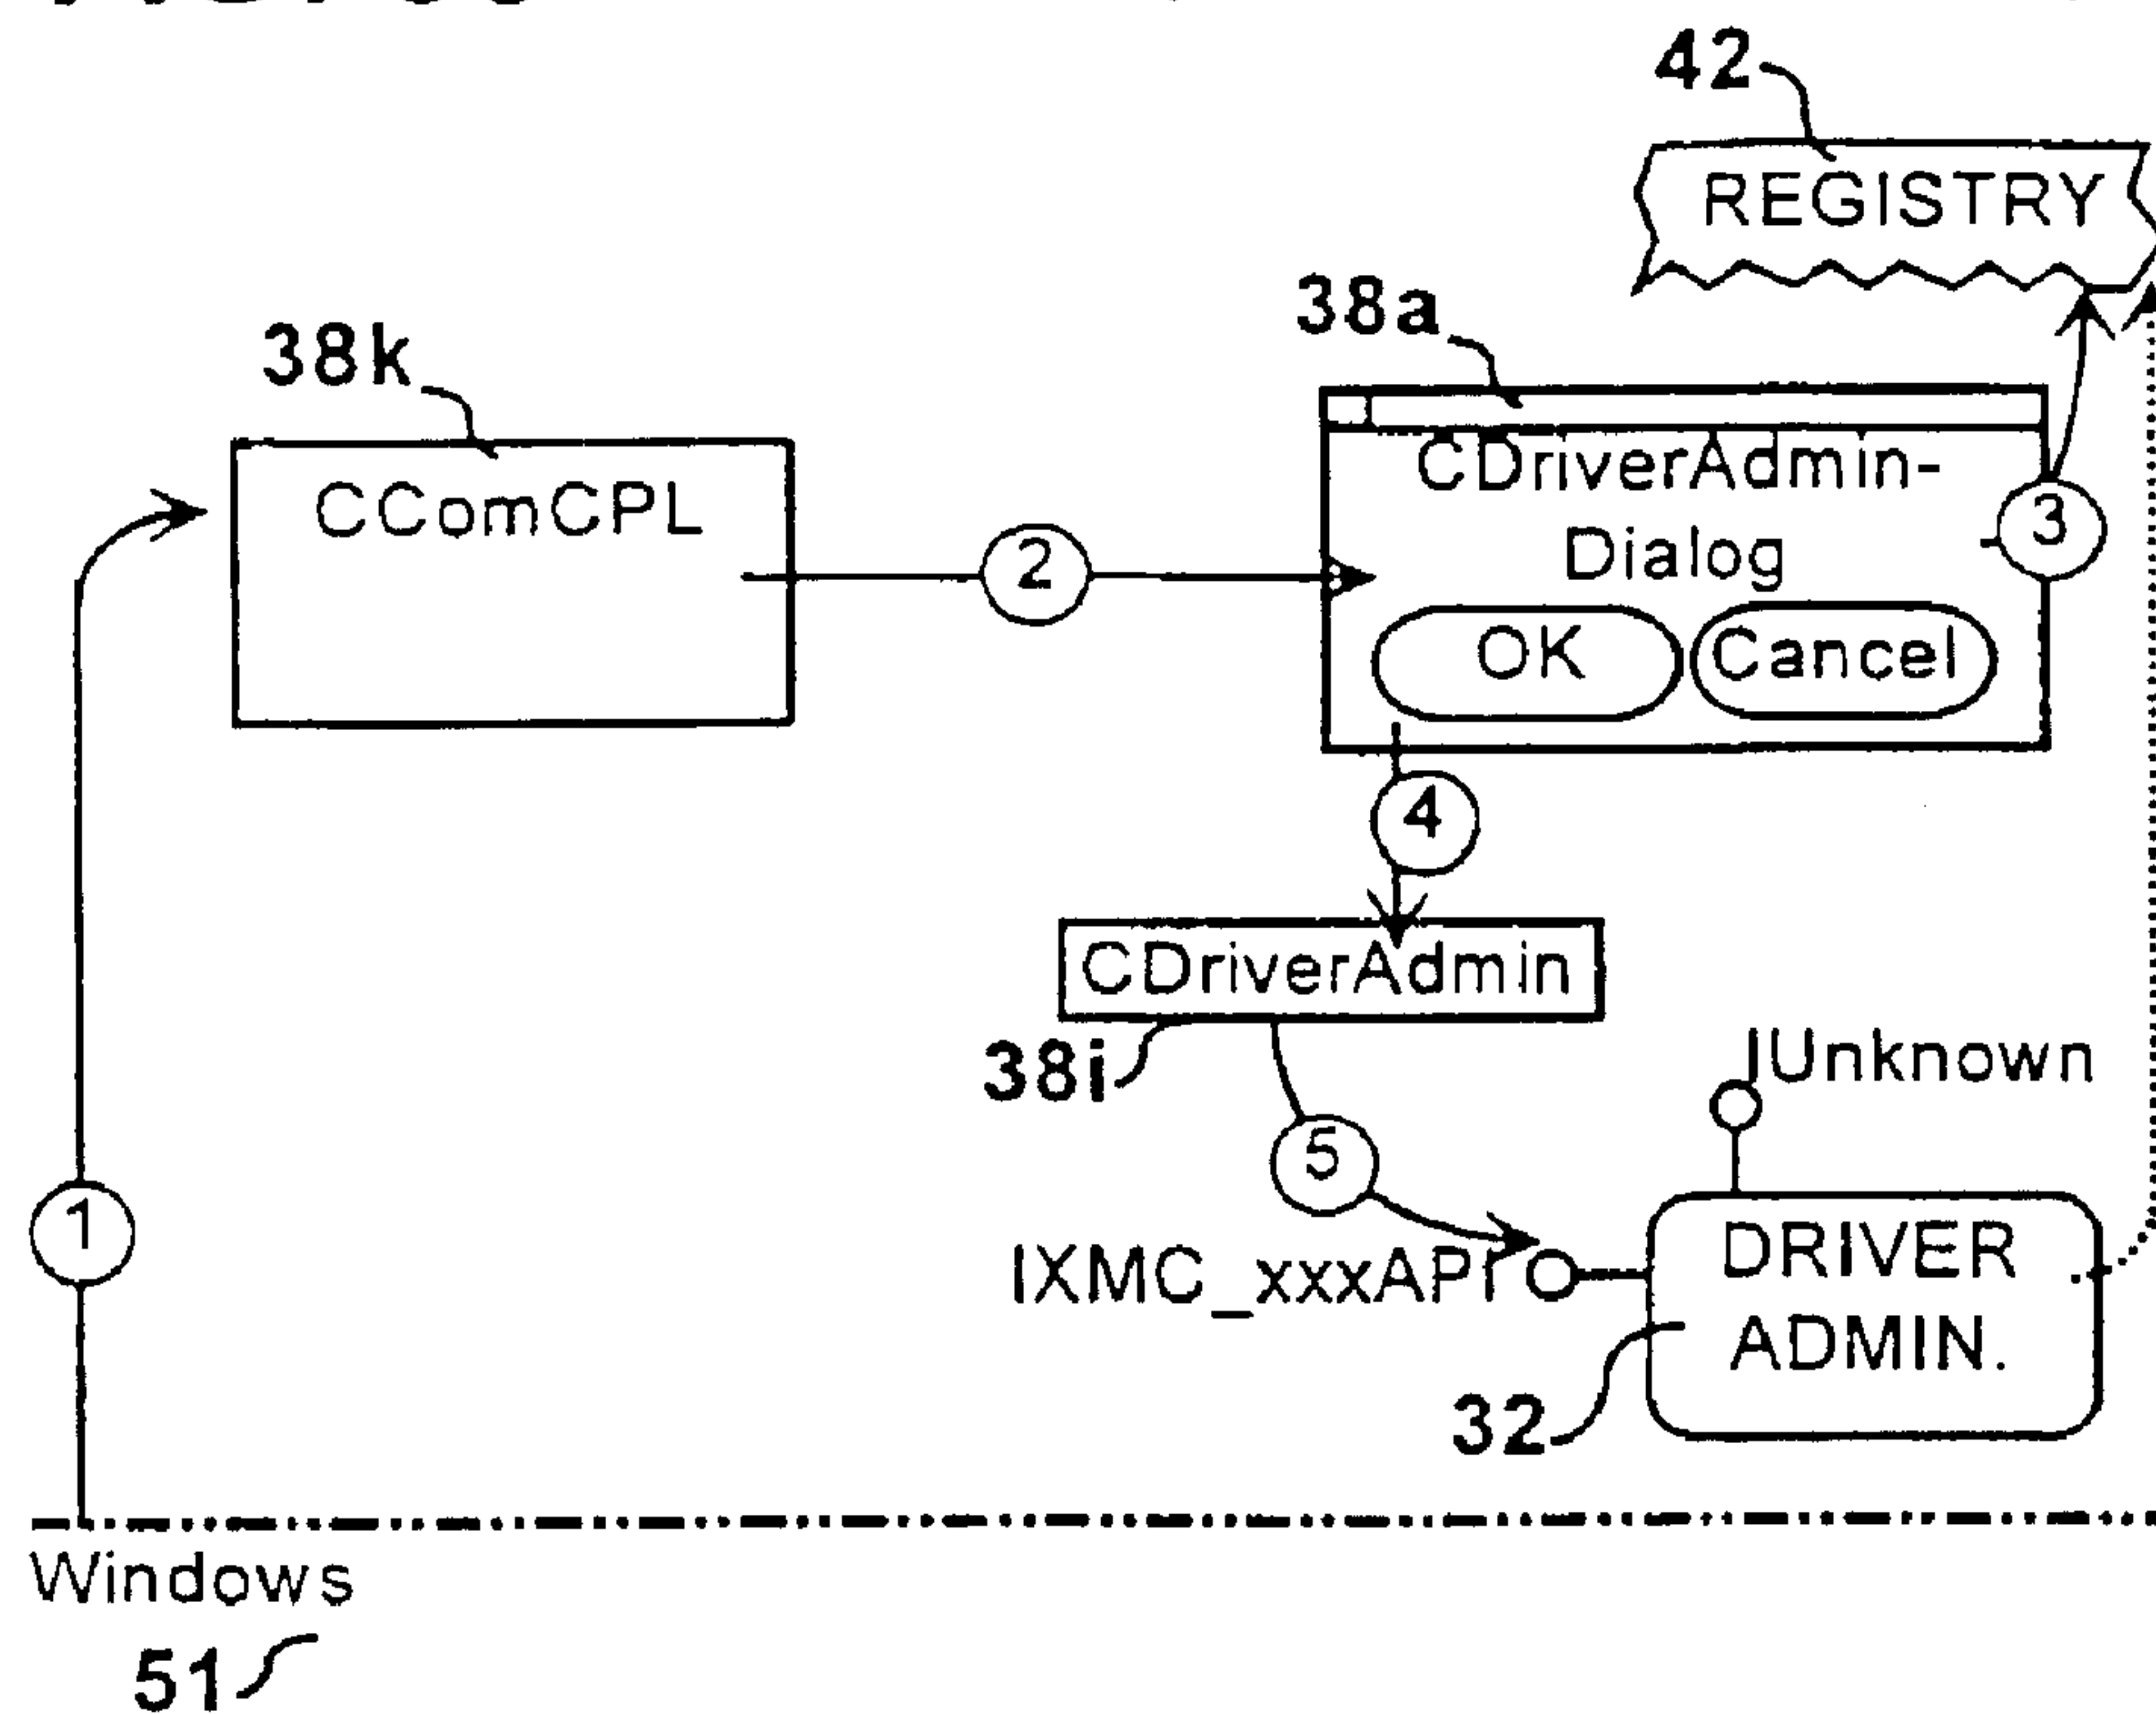 42
REGISTRY
38a
38k
CComCPL
CDriverAdmin-
Dialog
OK
Cancel
1
2
3
4
CDriverAdmin
38i
IUnknown
5
IXMC_xxxAPI
DRIVER
ADMIN.
32
Windows
51